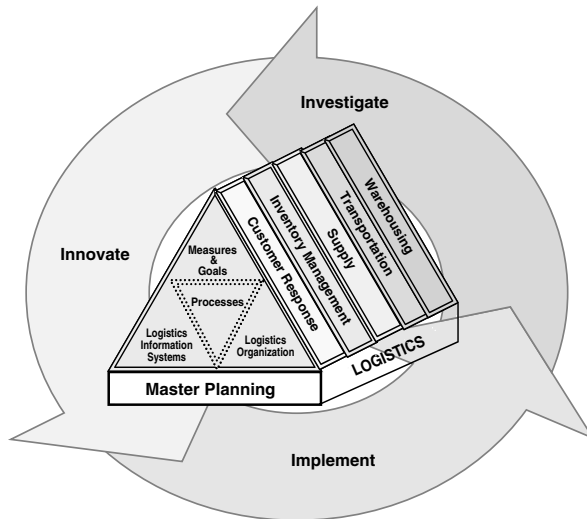 Investigate
Innovate
Measures
&
Goals
Processes
Logistics
Information
Systems
Logistics
Organization
Customer Response
Inventory Management
Supply
Transportation
Warehousing
Master Planning
LOGISTICS
Implement